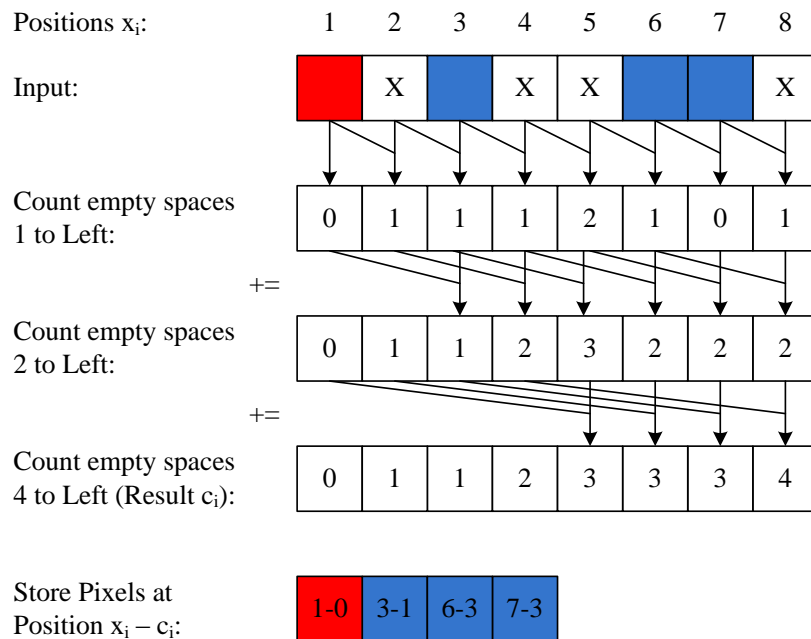 Positions xi: 1 2 3 4 5 6 7 8
Input: X X X X
Count empty spaces
1 to Left: 0 1 1 1 2 1 0 1
+=
Count empty spaces
2 to Left: 0 1 1 2 3 2 2 2
+=
Count empty spaces
4 to Left (Result ci): 0 1 1 2 3 3 3 4
Store Pixels at
Position xi – ci: 1-0 3-1 6-3 7-3